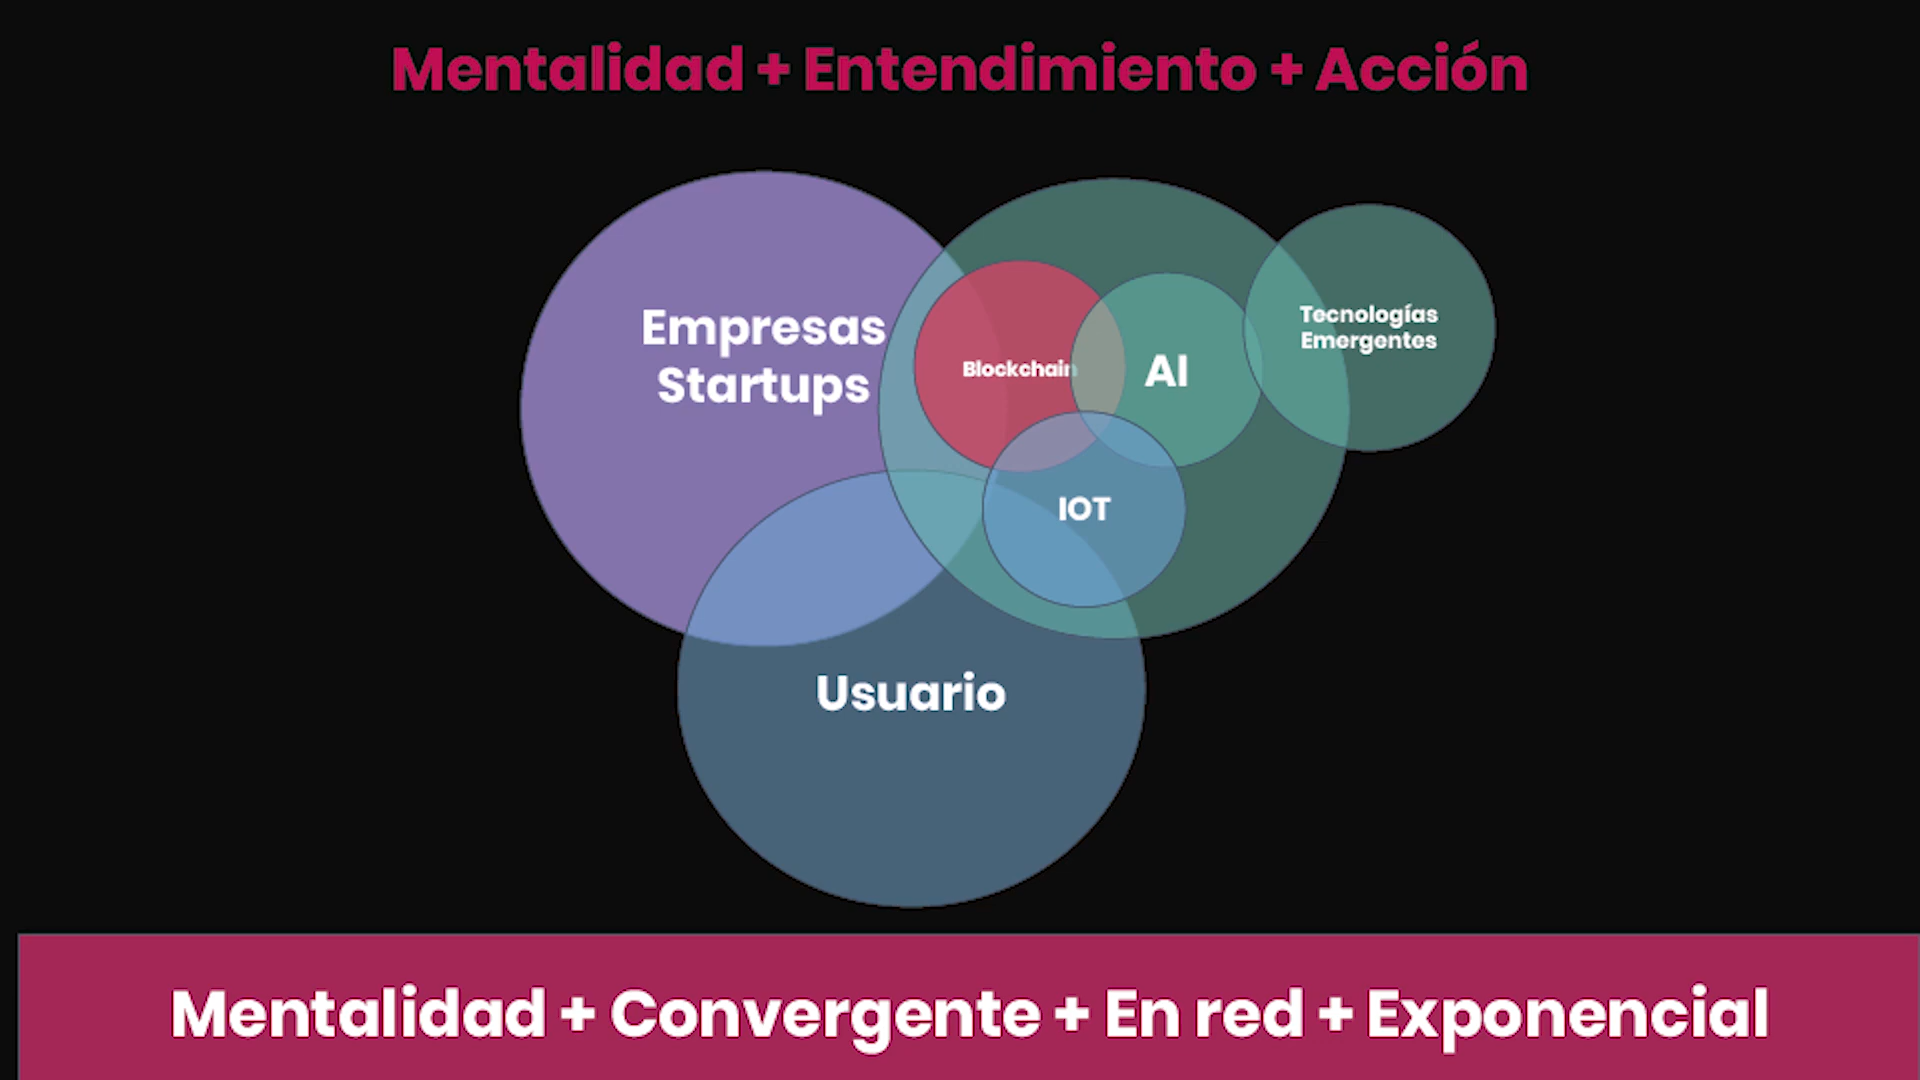 Mentalidad + Entendimiento + Acción
Empresas
Startups
Blockchain
AI
Tecnologías
Emergentes
IOT
Usuario
Mentalidad + Convergente + En red + Exponencial